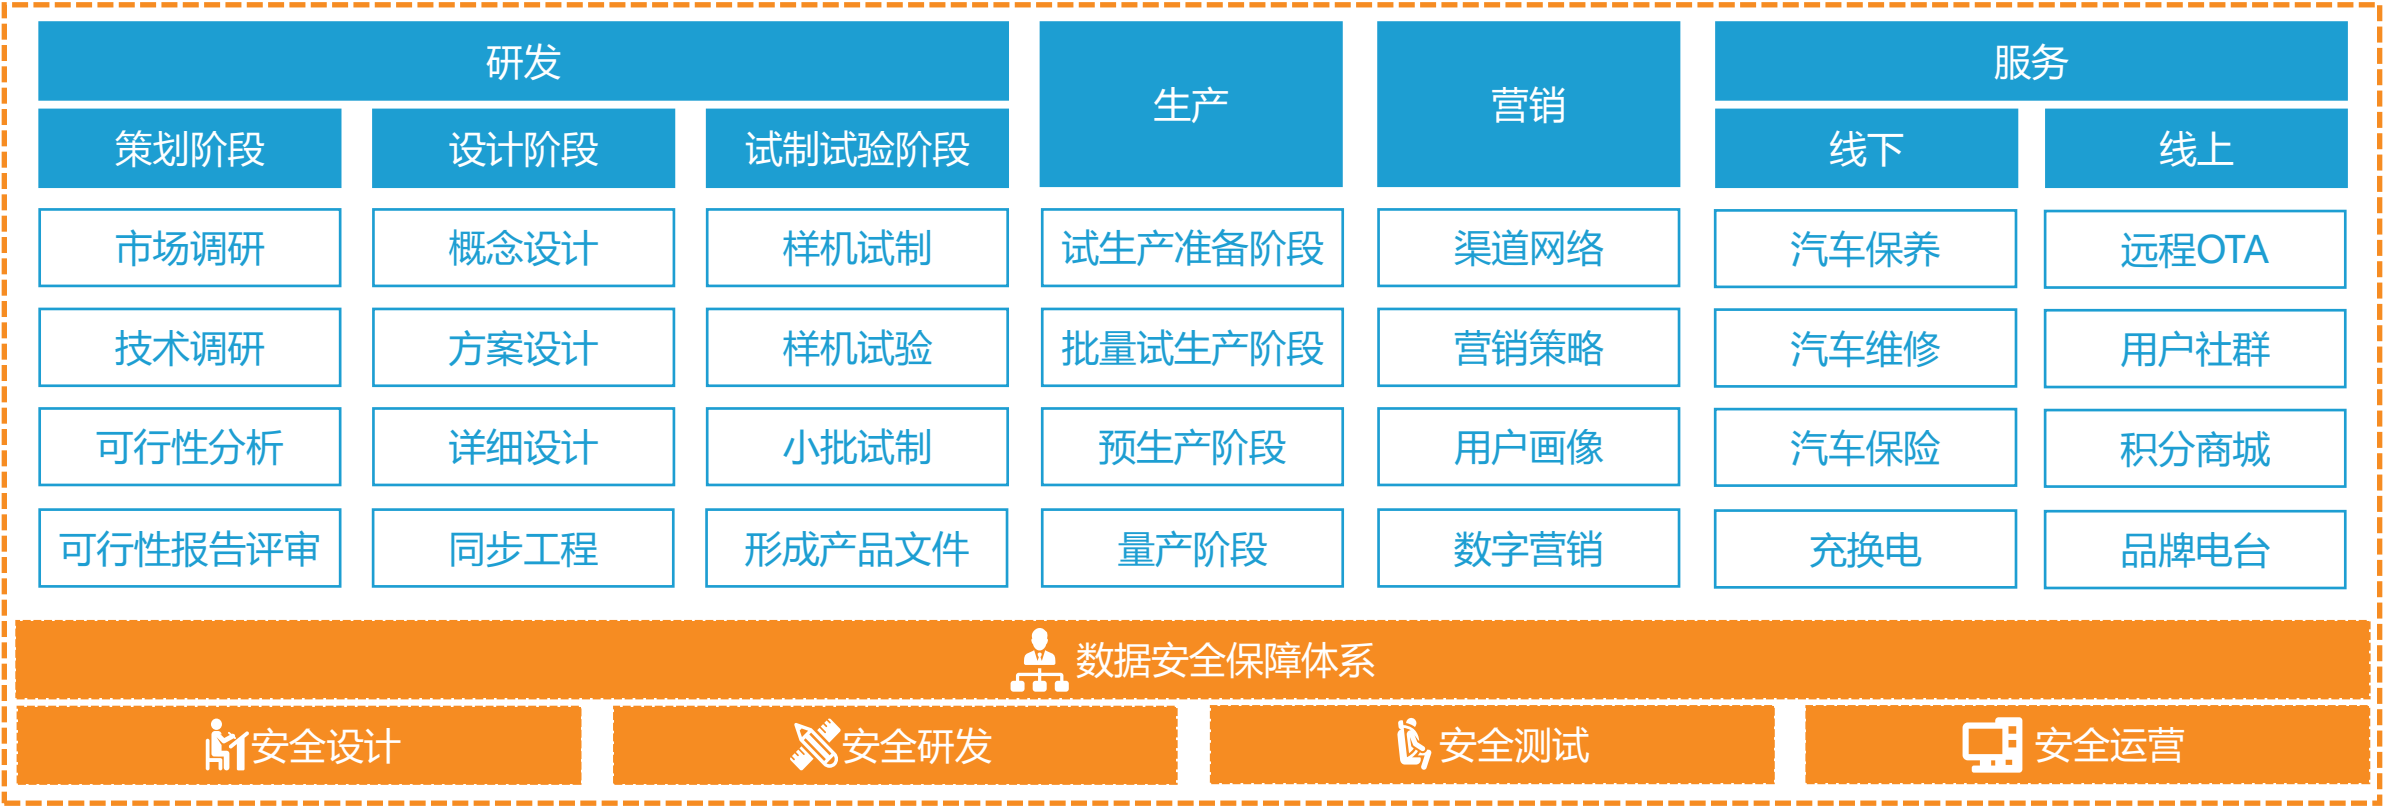 研发
生产
营销
服务
策划阶段
设计阶段
试制试验阶段
线下
线上
市场调研
概念设计
样机试制
试生产准备阶段
渠道网络
汽车保养
远程OTA
技术调研
方案设计
样机试验
批量试生产阶段
营销策略
汽车维修
用户社群
可行性分析
详细设计
小批试制
预生产阶段
用户画像
汽车保险
积分商城
可行性报告评审
同步工程
形成产品文件
量产阶段
数字营销
充换电
品牌电台
数据安全保障体系
安全设计
安全研发
安全测试
安全运营